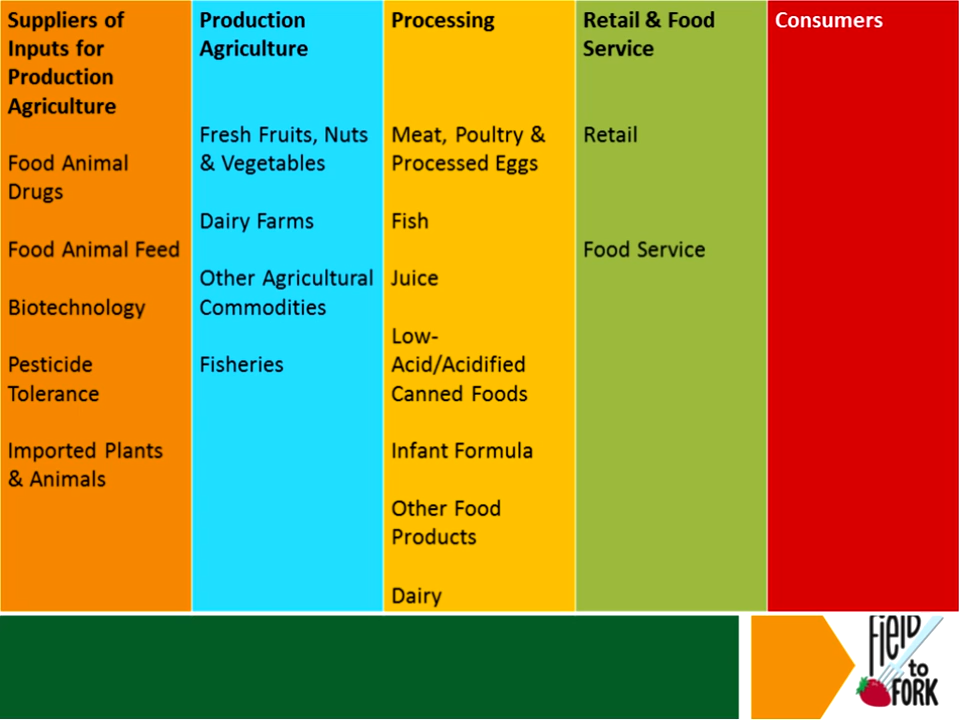 Suppliers of
Inputs for
Production
Agriculture
Food Animal
Drugs
Food Animal Feed
Biotechnology
Pesticide
Tolerance
Imported Plants
& Animals
Production
Agriculture
Fresh Fruits, Nuts
& Vegetables
Dairy Farms
Other Agricultural
Commodities
Fisheries
Processing
Meat, Poultry &
Processed Eggs
Fish
Juice
Low-
Acid/Acidified
Canned Foods
Infant Formula
Other Food
Products
Dairy
Retail & Food
Service
Retail
Food Service
Consumers
FIELD
to
FORK